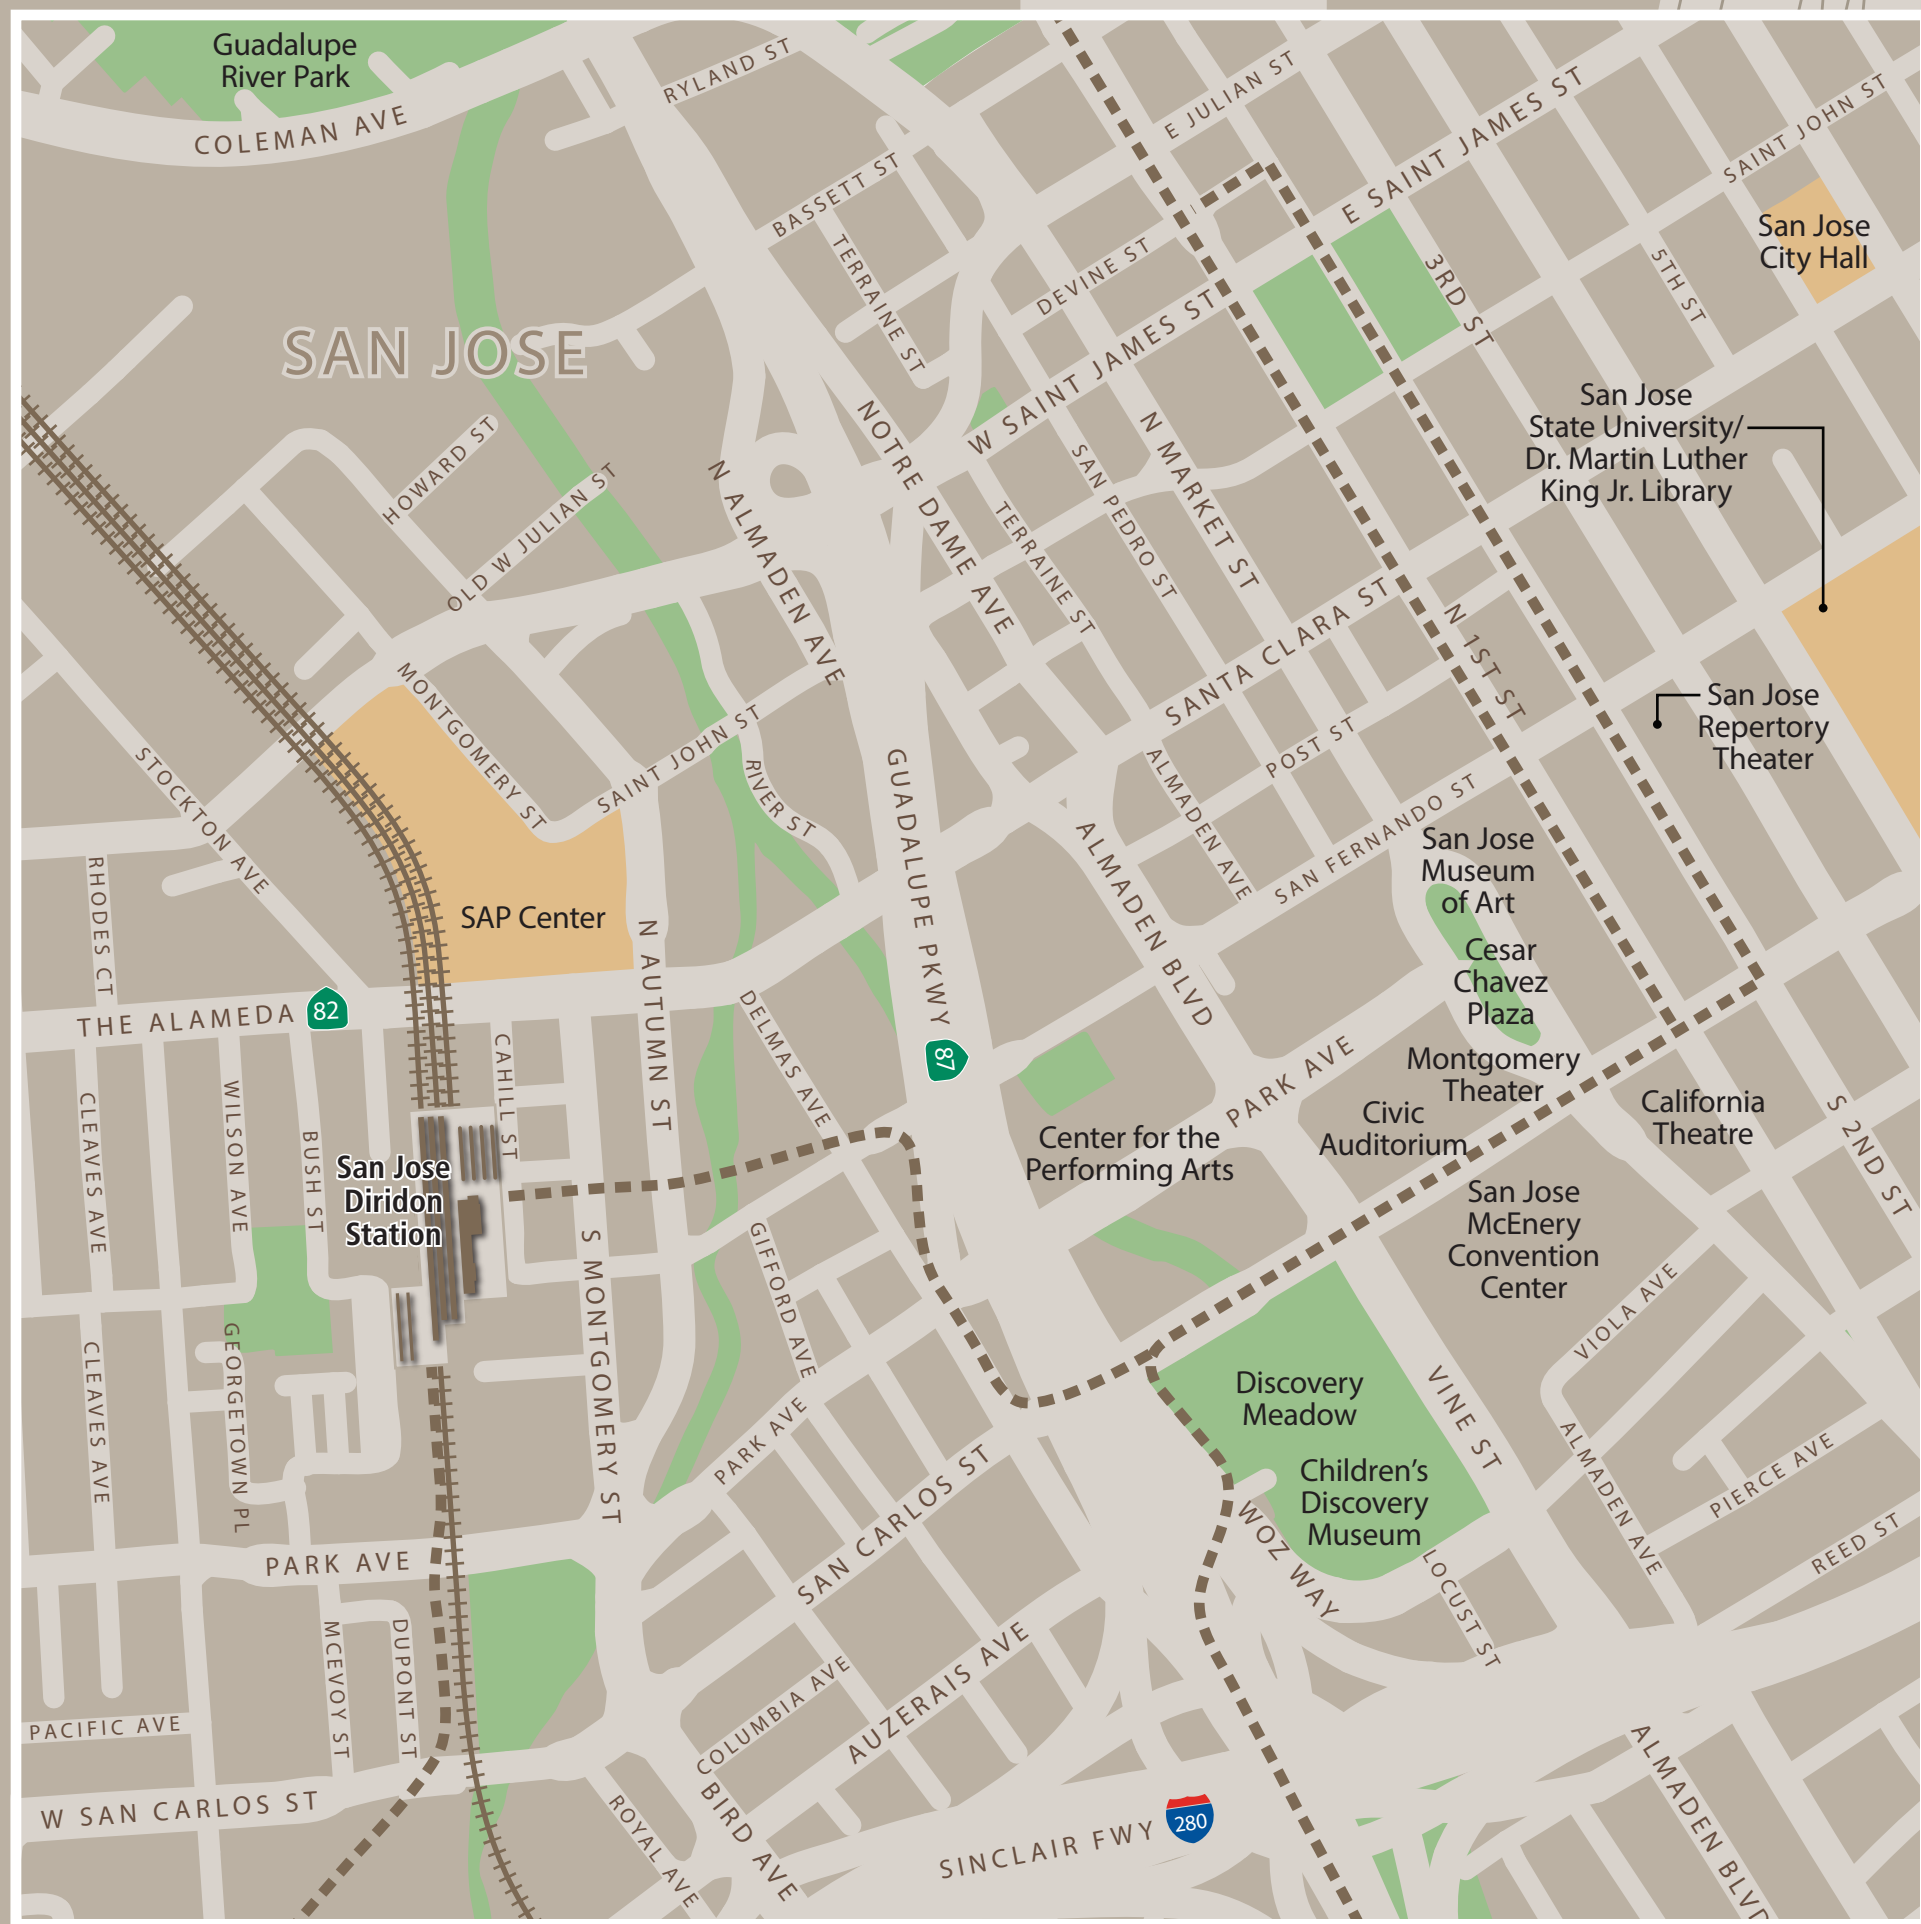 Guadalupe
River Park
COLEMAN AVE
RYLAND ST
E JULIAN ST
E SAINT JAMES ST
SAINT JOHN ST
BASSETT ST
TERRAINE ST
DEVINE ST
3RD ST
5TH ST
San Jose
City Hall
SAN JOSE
W SAINT JAMES ST
NOTRE DAME AVE
N MARKET ST
San Jose
State University/
Dr. Martin Luther
King Jr. Library
HOWARD ST
OLD W JULIAN ST
N ALMADEN AVE
SAN PEDRO ST
TERRAINE ST
SANTA CLARA ST
N 1ST ST
MONTGOMERY ST
SAINT JOHN ST
RIVER ST
STOCKTON AVE
POST ST
ALMADEN AVE
San Jose
Repertory
Theater
GUADALUPE PKWY
ALMADEN BLVD
SAN FERNANDO ST
RHODES CT
SAP Center
N AUTUMN ST
San Jose
Museum
of Art
Cesar
Chavez
Plaza
THE ALAMEDA
82
DELMAS AVE
87
CAHILL ST
PARK AVE
Montgomery
Theater
California
Theatre
S 2ND ST
CLEAVES AVE
WILSON AVE
BUSH ST
San Jose
Diridon
Station
Center for the
Performing Arts
Civic
Auditorium
San Jose
McEnery
Convention
Center
GIFFORD AVE
S MONTGOMERY ST
VIOLA AVE
CLEAVES AVE
GEORGETOWN PL
PARK AVE
Discovery
Meadow
VINE ST
Children's
Discovery
Museum
SAN CARLOS ST
WOZ WAY
ALMADEN AVE
PIERCE AVE
REED ST
LOCUST ST
PARK AVE
MCEVOY ST
DUPONT ST
PACIFIC AVE
COLUMBIA AVE
AUZERAIS AVE
W SAN CARLOS ST
ROYAL AVE
BIRD AVE
SINCLAIR FWY
280
ALMADEN BLVD